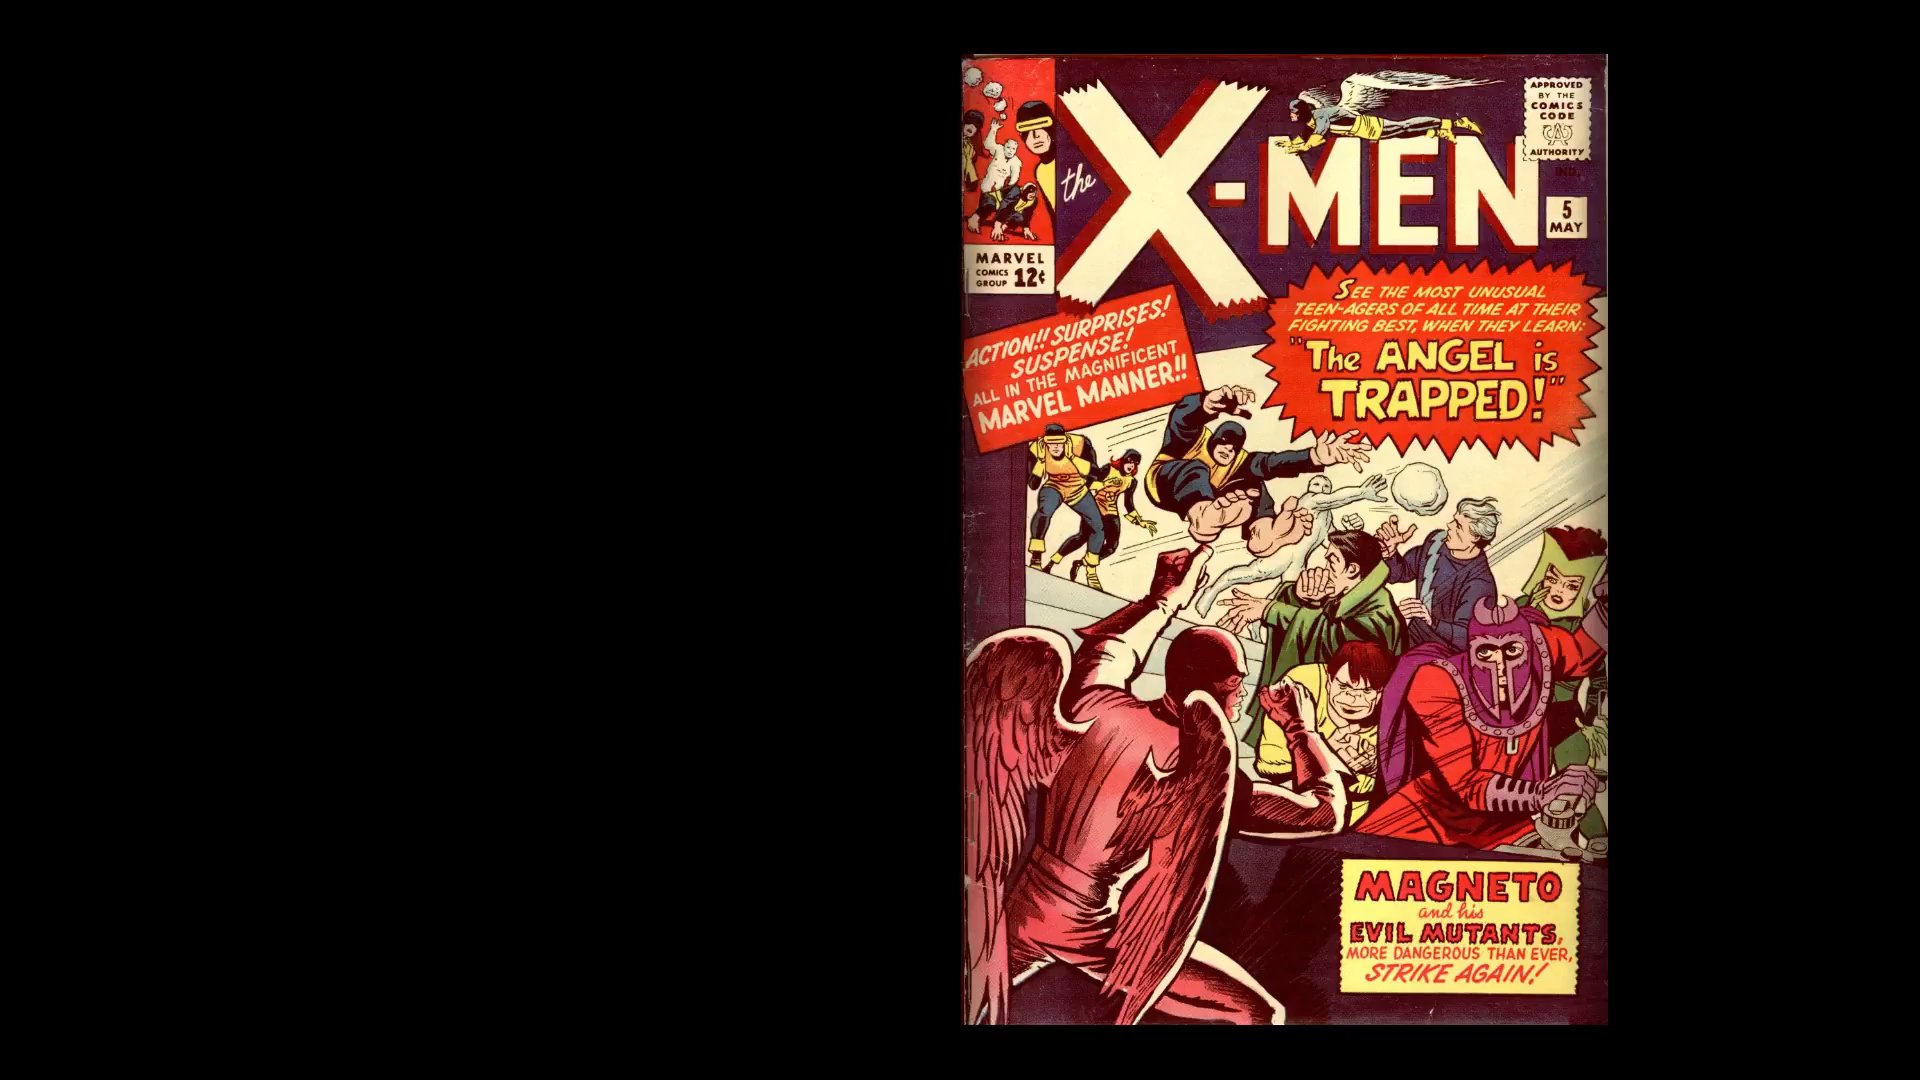 the
X-MEN
APPROVED
BY THE
COMICS
CODE
AUTHORITY
IND.
5
MAY
MARVEL
COMICS
GROUP
12¢
ACTION!! SURPRISES!
SUSPENSE!
ALL IN THE MAGNIFICENT
MARVEL MANNER!!
SEE THE MOST UNUSUAL
TEEN-AGERS OF ALL TIME AT THEIR
FIGHTING BEST, WHEN THEY LEARN:
"The ANGEL is
TRAPPED!"
MAGNETO
and his
EVIL MUTANTS,
MORE DANGEROUS THAN EVER,
STRIKE AGAIN!